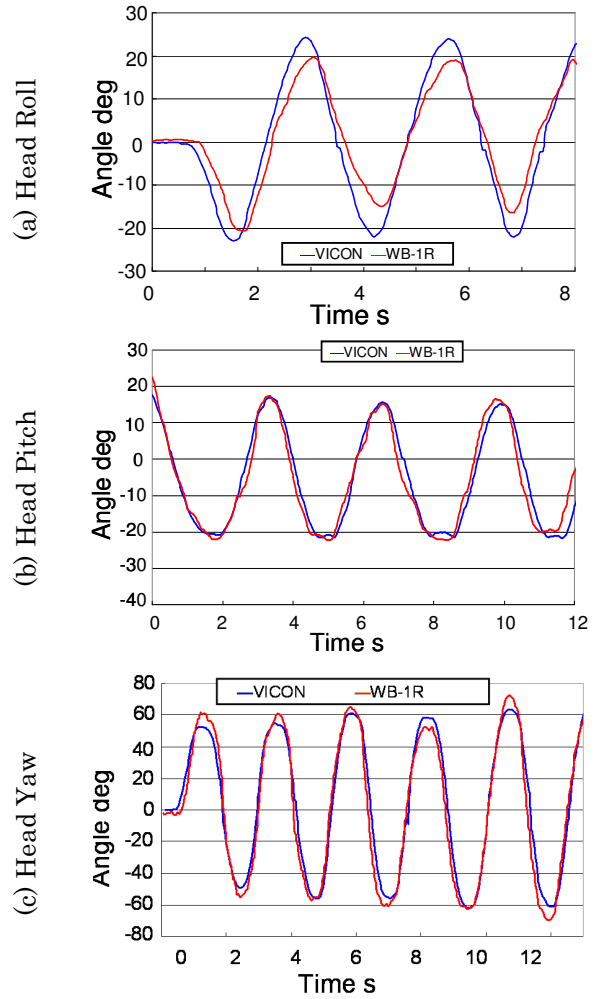 (a) Head Roll
Angle deg
30
20
10
0
-10
-20
-30
VICON WB-1R
0 2 4 6 8
Time s
(b) Head Pitch
Angle deg
30
20
10
0
-10
-20
-30
-40
VICON WB-1R
0 2 4 6 8 10 12
Time s
(c) Head Yaw
Angle deg
80
60
40
20
0
-20
-40
-60
-80
VICON WB-1R
0 2 4 6 8 10 12
Time s